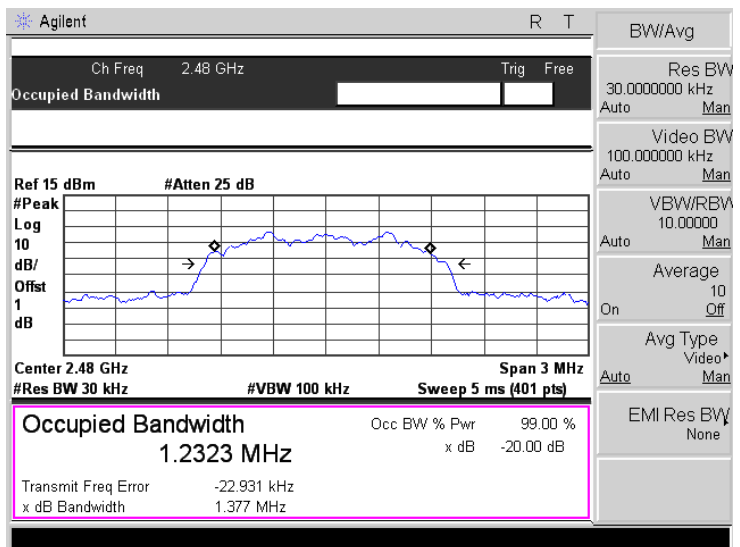 Agilent R T
Ch Freq 2.48 GHz Trig Free
Occupied Bandwidth
Ref 15 dBm #Atten 25 dB
#Peak
Log
10
dB/
Offst
1
dB
Center 2.48 GHz Span 3 MHz
#Res BW 30 kHz #VBW 100 kHz Sweep 5 ms (401 pts)
Occupied Bandwidth
1.2323 MHz
Occ BW % Pwr 99.00 %
x dB -20.00 dB
Transmit Freq Error -22.931 kHz
x dB Bandwidth 1.377 MHz
BW/Avg
Res BW
30.0000000 kHz
Auto Man
Video BW
100.000000 kHz
Auto Man
VBW/RBW
10.00000
Auto Man
Average
10
On Off
Avg Type
Video
Auto Man
EMI Res BW
None